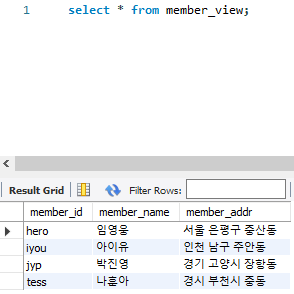 1 select * from member_view;
Result Grid Filter Rows:
member_id member_name member_addr
hero 임영웅 서울 은평구 중산동
iyou 아이유 인천 남구 주안동
jyp 박진영 경기 고양시 장항동
tess 나훈아 경시 부천시 중동